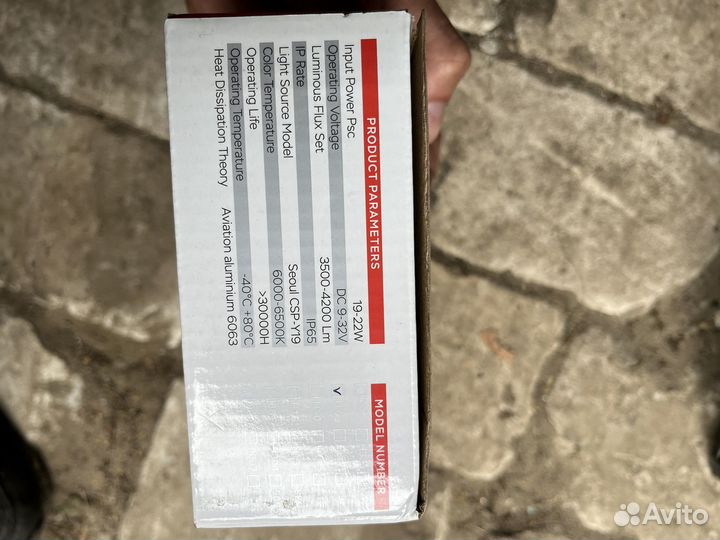 PRODUCT PARAMETERS
Input Power Psc 19-22W
Operating Voltage DC 9-32V
Luminous Flux Set 3500-4200 Lm
IP Rate IP65
Light Source Model Seoul CSP-Y19
Color Temperature 6000-6500K
Operating Life >30000H
Operating Temperature -40°C +80°C
Heat Dissipation Theory Aviation aluminium 6063
MODEL NUMBER
Avito